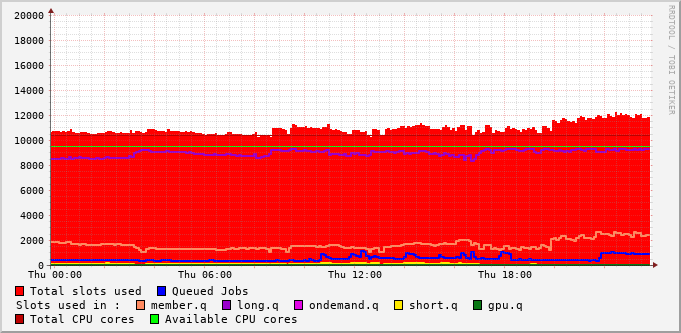 20000
18000
16000
14000
12000
10000
8000
6000
4000
2000
0
Thu 00:00 Thu 06:00 Thu 12:00 Thu 18:00
Total slots used Queued Jobs
Slots used in : member.q long.q ondemand.q short.q gpu.q
Total CPU cores Available CPU cores
RRDTOOL / TOBI OETIKER